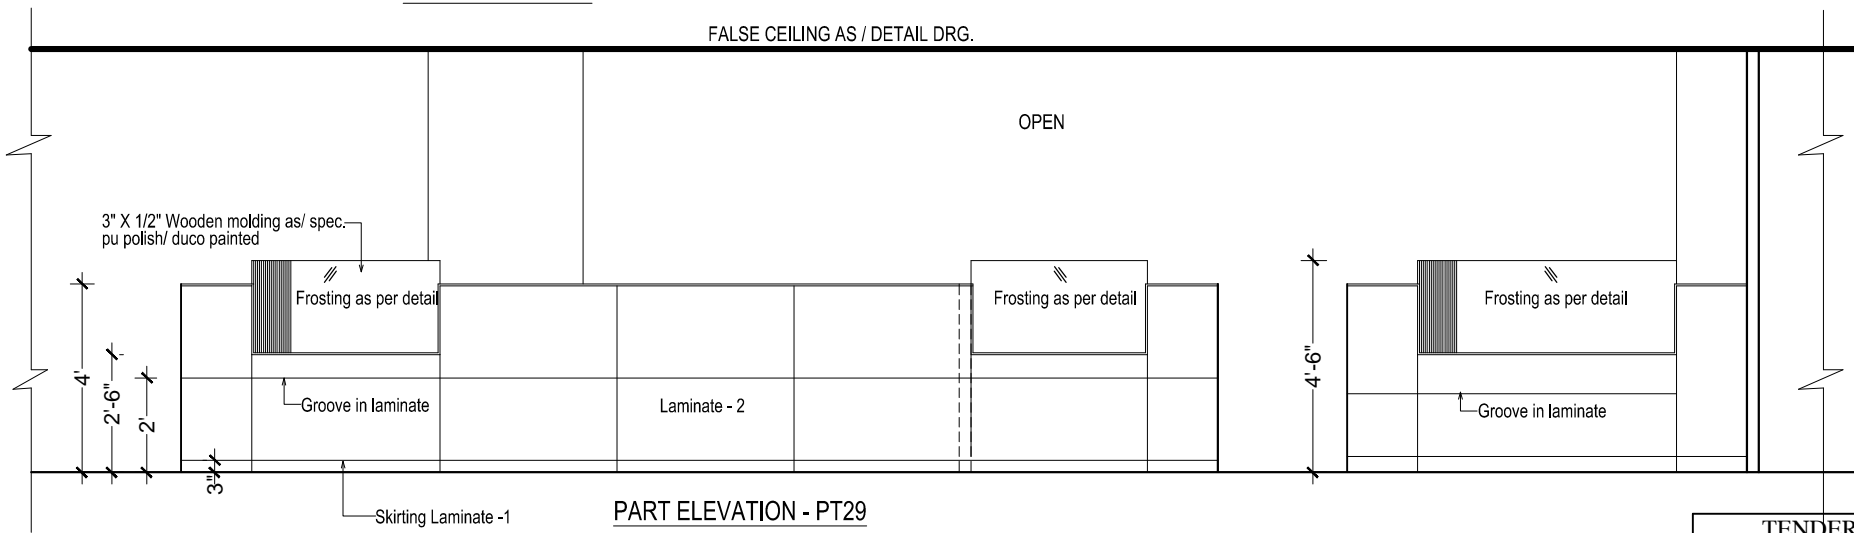 FALSE CEILING AS / DETAIL DRG.
OPEN
3" X 1/2" Wooden molding as/ spec.
pu polish/ duco painted
Frosting as per detail
Frosting as per detail
Frosting as per detail
4'
2'-6"
2'
4'-6"
Groove in laminate
Laminate - 2
Groove in laminate
3"
Skirting Laminate -1
PART ELEVATION - PT29
TENDER